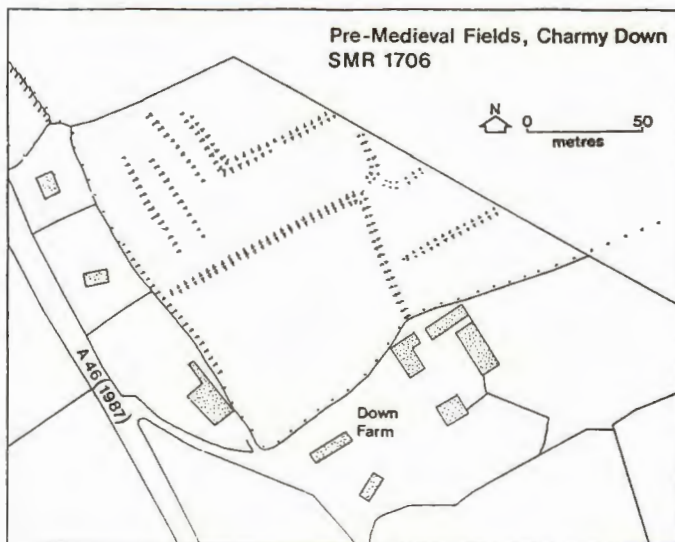 Pre-Medieval Fields, Charmy Down
SMR 1706
N
0 50
metres
A 46 (1987)
Down
Farm